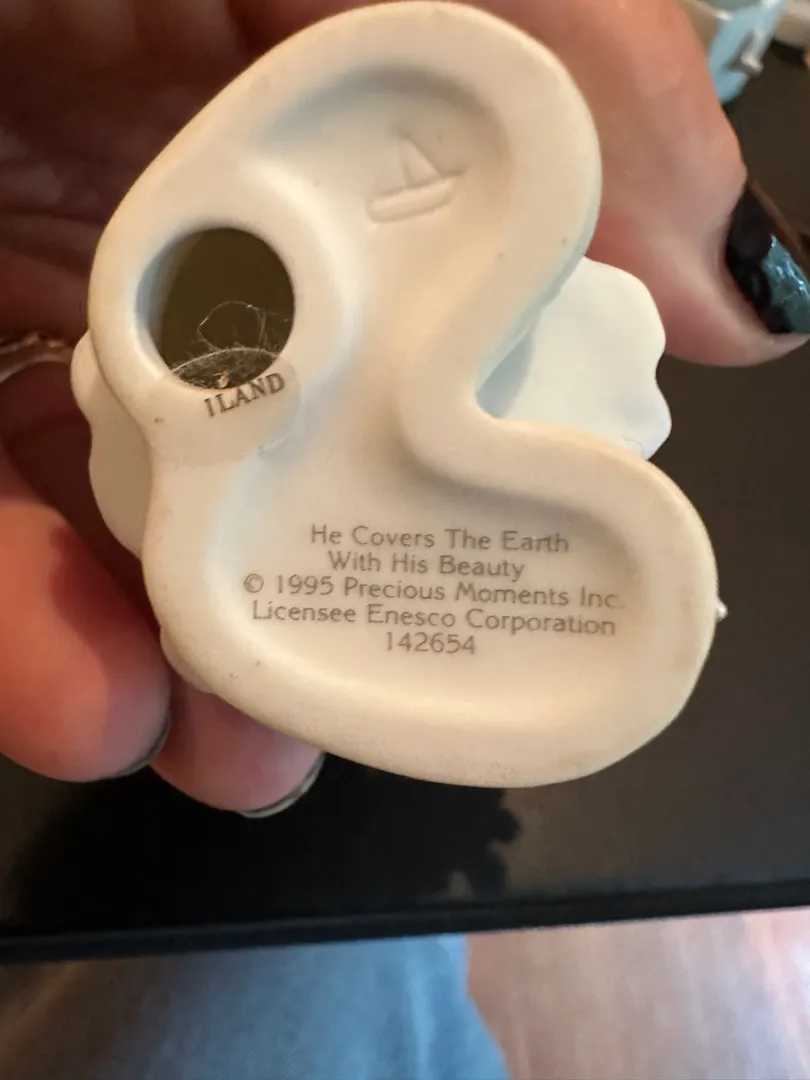 ILAND
He Covers The Earth
With His Beauty
© 1995 Precious Moments Inc.
Licensee Enesco Corporation
142654